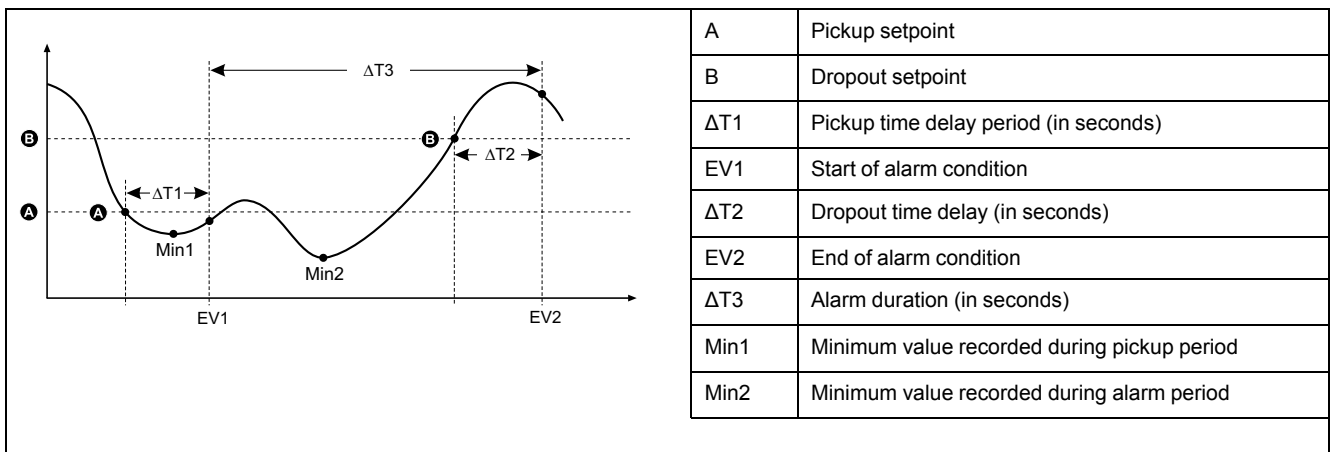 ΔT3
B
B
ΔT2
ΔT1
A
A
Min1
Min2
EV1
EV2
A Pickup setpoint
B Dropout setpoint
ΔT1 Pickup time delay period (in seconds)
EV1 Start of alarm condition
ΔT2 Dropout time delay (in seconds)
EV2 End of alarm condition
ΔT3 Alarm duration (in seconds)
Min1 Minimum value recorded during pickup period
Min2 Minimum value recorded during alarm period